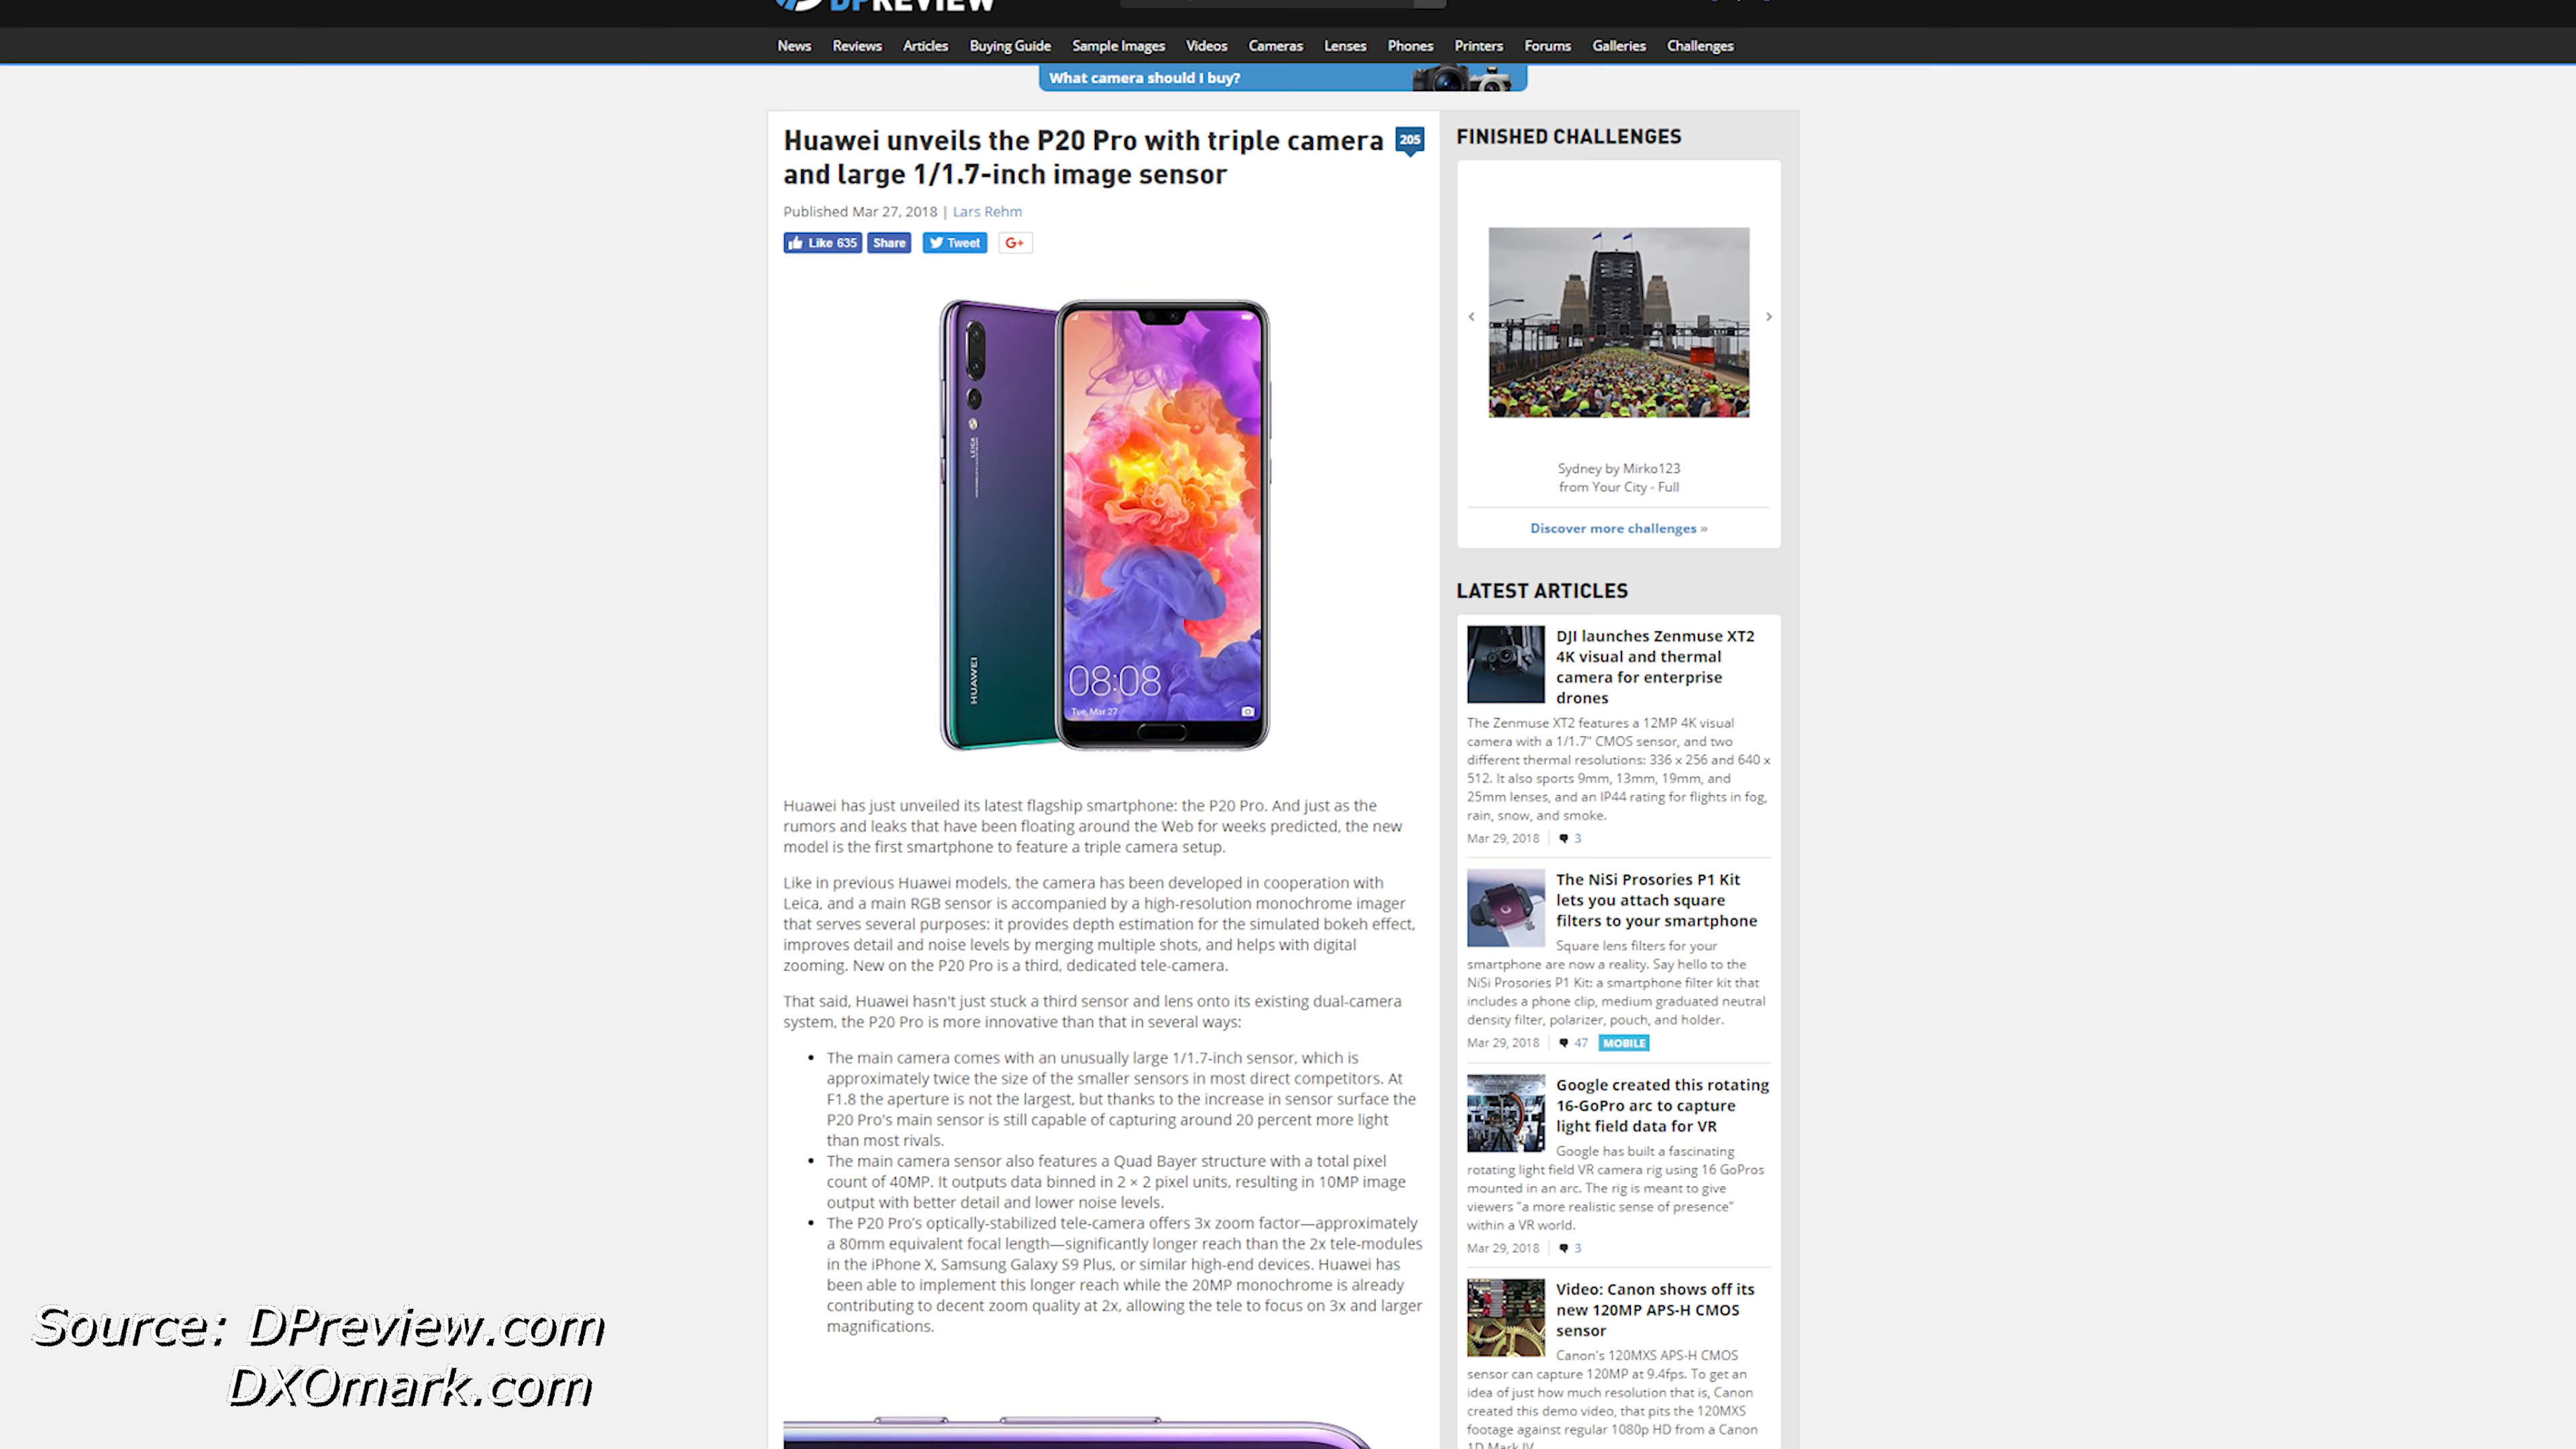 DPREVIEW
News Reviews Articles Buying Guide Sample Images Videos Cameras Lenses Phones Printers Forums Galleries Challenges
What camera should I buy?
Huawei unveils the P20 Pro with triple camera
and large 1/1.7-inch image sensor
205
Published Mar 27, 2018 | Lars Rehm
Like 635 Share Tweet G+
LEICA
HUAWEI
08:08
Tue, Mar 27
Huawei has just unveiled its latest flagship smartphone: the P20 Pro. And just as the
rumors and leaks that have been floating around the Web for weeks predicted, the new
model is the first smartphone to feature a triple camera setup.
Like in previous Huawei models, the camera has been developed in cooperation with
Leica, and a main RGB sensor is accompanied by a high-resolution monochrome imager
that serves several purposes: it provides depth estimation for the simulated bokeh effect,
improves detail and noise levels by merging multiple shots, and helps with digital
zooming. New on the P20 Pro is a third, dedicated tele-camera.
That said, Huawei hasn't just stuck a third sensor and lens onto its existing dual-camera
system, the P20 Pro is more innovative than that in several ways:
• The main camera comes with an unusually large 1/1.7-inch sensor, which is
approximately twice the size of the smaller sensors in most direct competitors. At
F1.8 the aperture is not the largest, but thanks to the increase in sensor surface the
P20 Pro's main sensor is still capable of capturing around 20 percent more light
than most rivals.
• The main camera sensor also features a Quad Bayer structure with a total pixel
count of 40MP. It outputs data binned in 2 × 2 pixel units, resulting in 10MP image
output with better detail and lower noise levels.
• The P20 Pro's optically-stabilized tele-camera offers 3x zoom factor—approximately
a 80mm equivalent focal length—significantly longer reach than the 2x tele-modules
in the iPhone X, Samsung Galaxy S9 Plus, or similar high-end devices. Huawei has
been able to implement this longer reach while the 20MP monochrome is already
contributing to decent zoom quality at 2x, allowing the tele to focus on 3x and larger
magnifications.
FINISHED CHALLENGES
Sydney by Mirko123
from Your City - Full
Discover more challenges »
LATEST ARTICLES
DJI launches Zenmuse XT2
4K visual and thermal
camera for enterprise
drones
The Zenmuse XT2 features a 12MP 4K visual
camera with a 1/1.7" CMOS sensor, and two
different thermal resolutions: 336 x 256 and 640 x
512. It also sports 9mm, 13mm, 19mm, and
25mm lenses, and an IP44 rating for flights in fog,
rain, snow, and smoke.
Mar 29, 2018 3
The NiSi Prosories P1 Kit
lets you attach square
filters to your smartphone
Square lens filters for your
smartphone are now a reality. Say hello to the
NiSi Prosories P1 Kit: a smartphone filter kit that
includes a phone clip, medium graduated neutral
density filter, polarizer, pouch, and holder.
Mar 29, 2018 47 MOBILE
Google created this rotating
16-GoPro arc to capture
light field data for VR
Google has built a fascinating
rotating light field VR camera rig using 16 GoPros
mounted in an arc. The rig is meant to give
viewers "a more realistic sense of presence"
within a VR world.
Mar 29, 2018 3
Video: Canon shows off its
new 120MP APS-H CMOS
sensor
Canon's 120MXS APS-H CMOS
sensor can capture 120MP at 9.4fps. To get an
idea of just how much resolution that is, Canon
created this demo video, that pits the 120MXS
footage against regular 1080p HD from a Canon
1D Mark IV.
Source: DPreview.com
DXOmark.com